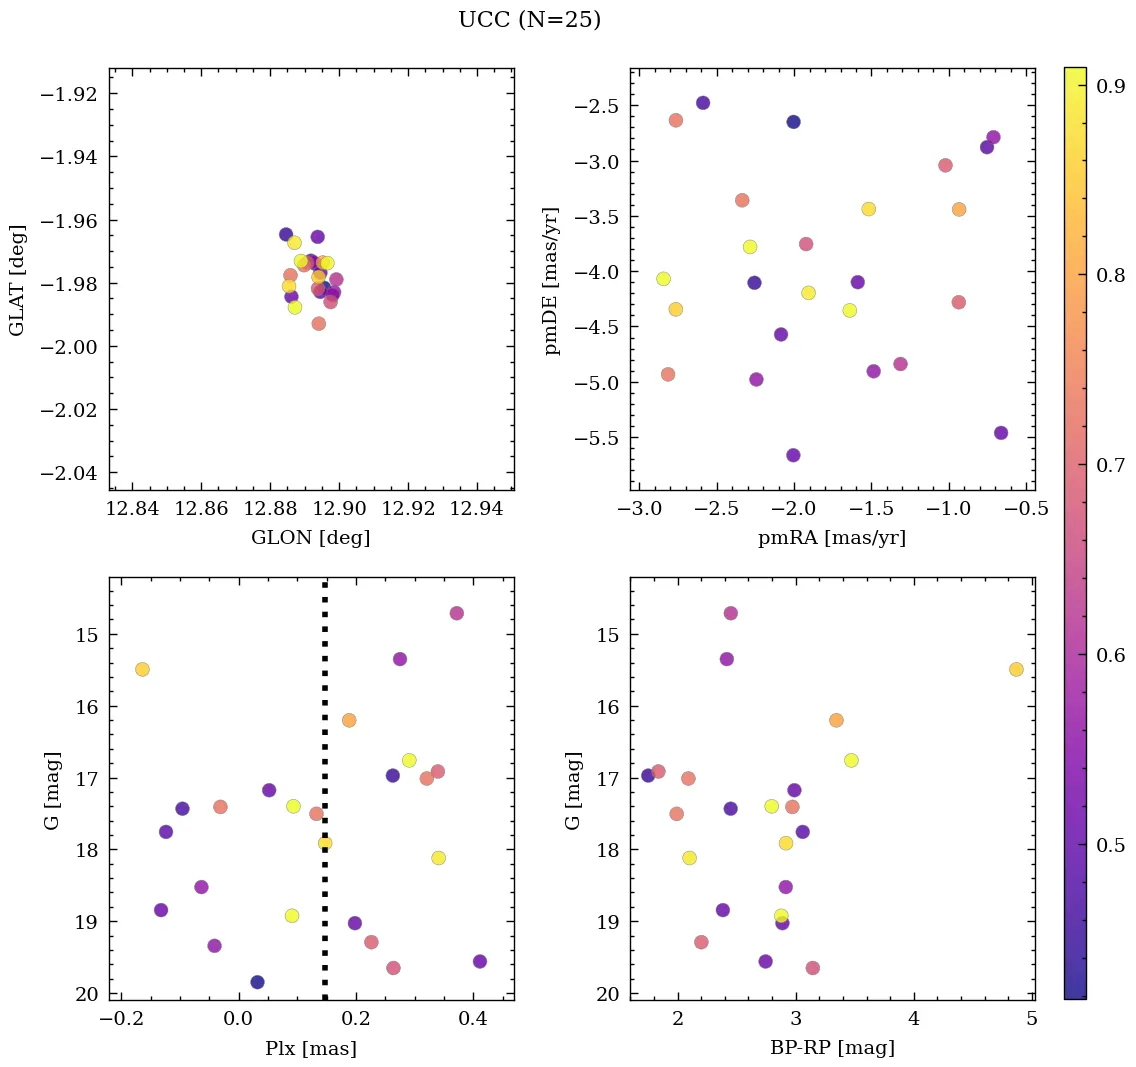 UCC (N=25)
−1.92
−1.94
−1.96
−1.98
−2.00
−2.02
−2.04
GLAT [deg]
12.84 12.86 12.88 12.90 12.92 12.94
GLON [deg]
−2.5
−3.0
−3.5
−4.0
−4.5
−5.0
−5.5
pmDE [mas/yr]
−3.0 −2.5 −2.0 −1.5 −1.0 −0.5
pmRA [mas/yr]
0.9
0.8
0.7
0.6
0.5
15
16
17
18
19
20
G [mag]
−0.2 0.0 0.2 0.4
Plx [mas]
15
16
17
18
19
20
G [mag]
2 3 4 5
BP-RP [mag]